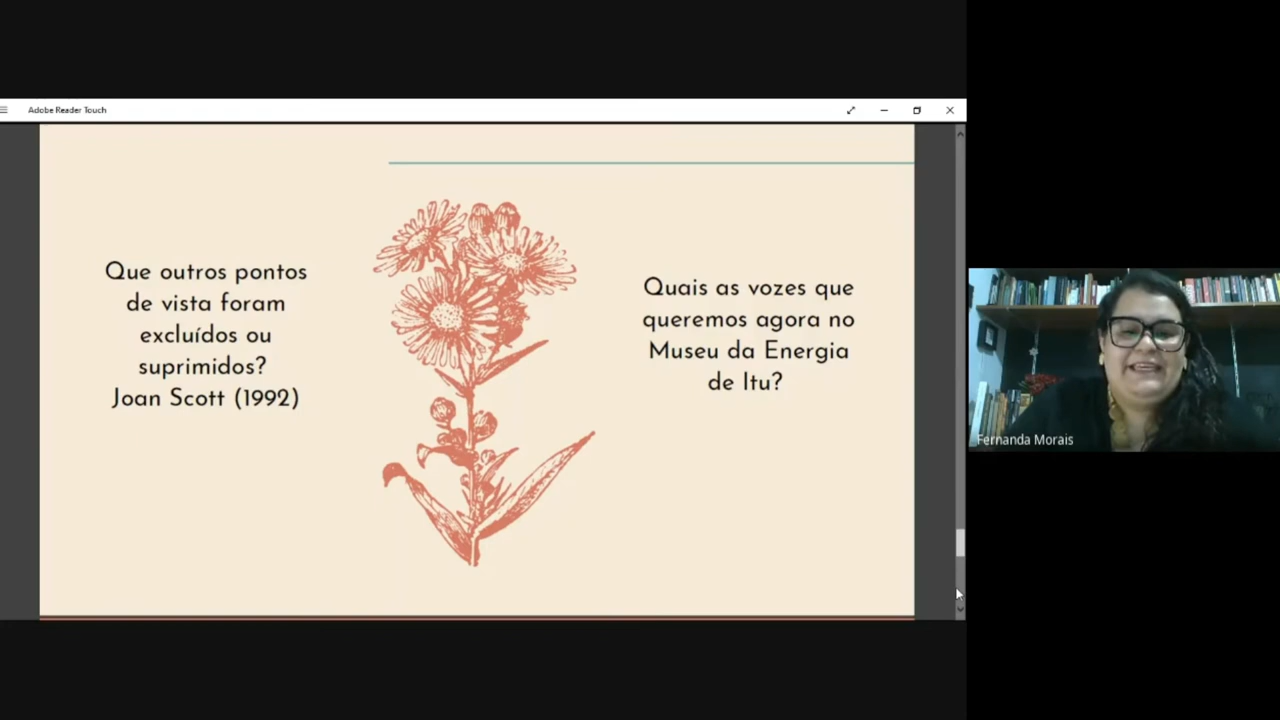 Adobe Reader Touch
Que outros pontos
de vista foram
excluídos ou
suprimidos?
Joan Scott (1992)
Quais as vozes que
queremos agora no
Museu da Energia
de Itu?
Fernanda Morais